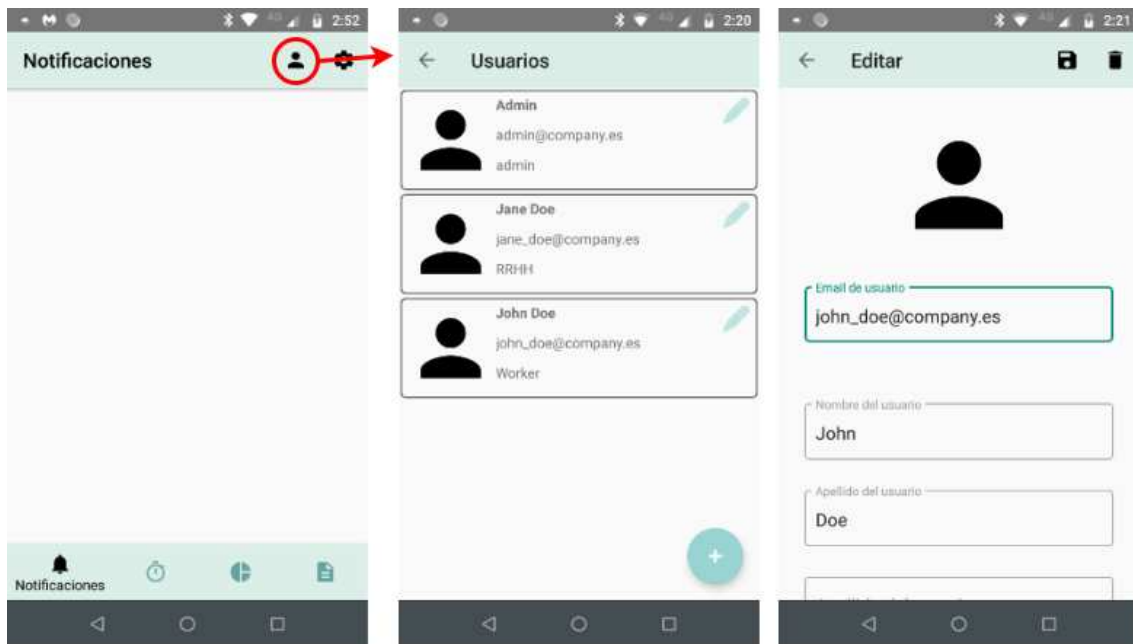 2:52
Notificaciones
Notificaciones
2:20
Usuarios
Admin
admin@company.es
admin
Jane Doe
jane_doe@company.es
RRHH
John Doe
john_doe@company.es
Worker
+
2:21
Editar
Email de usuario
john_doe@company.es
Nombre del usuario
John
Apellido del usuario
Doe